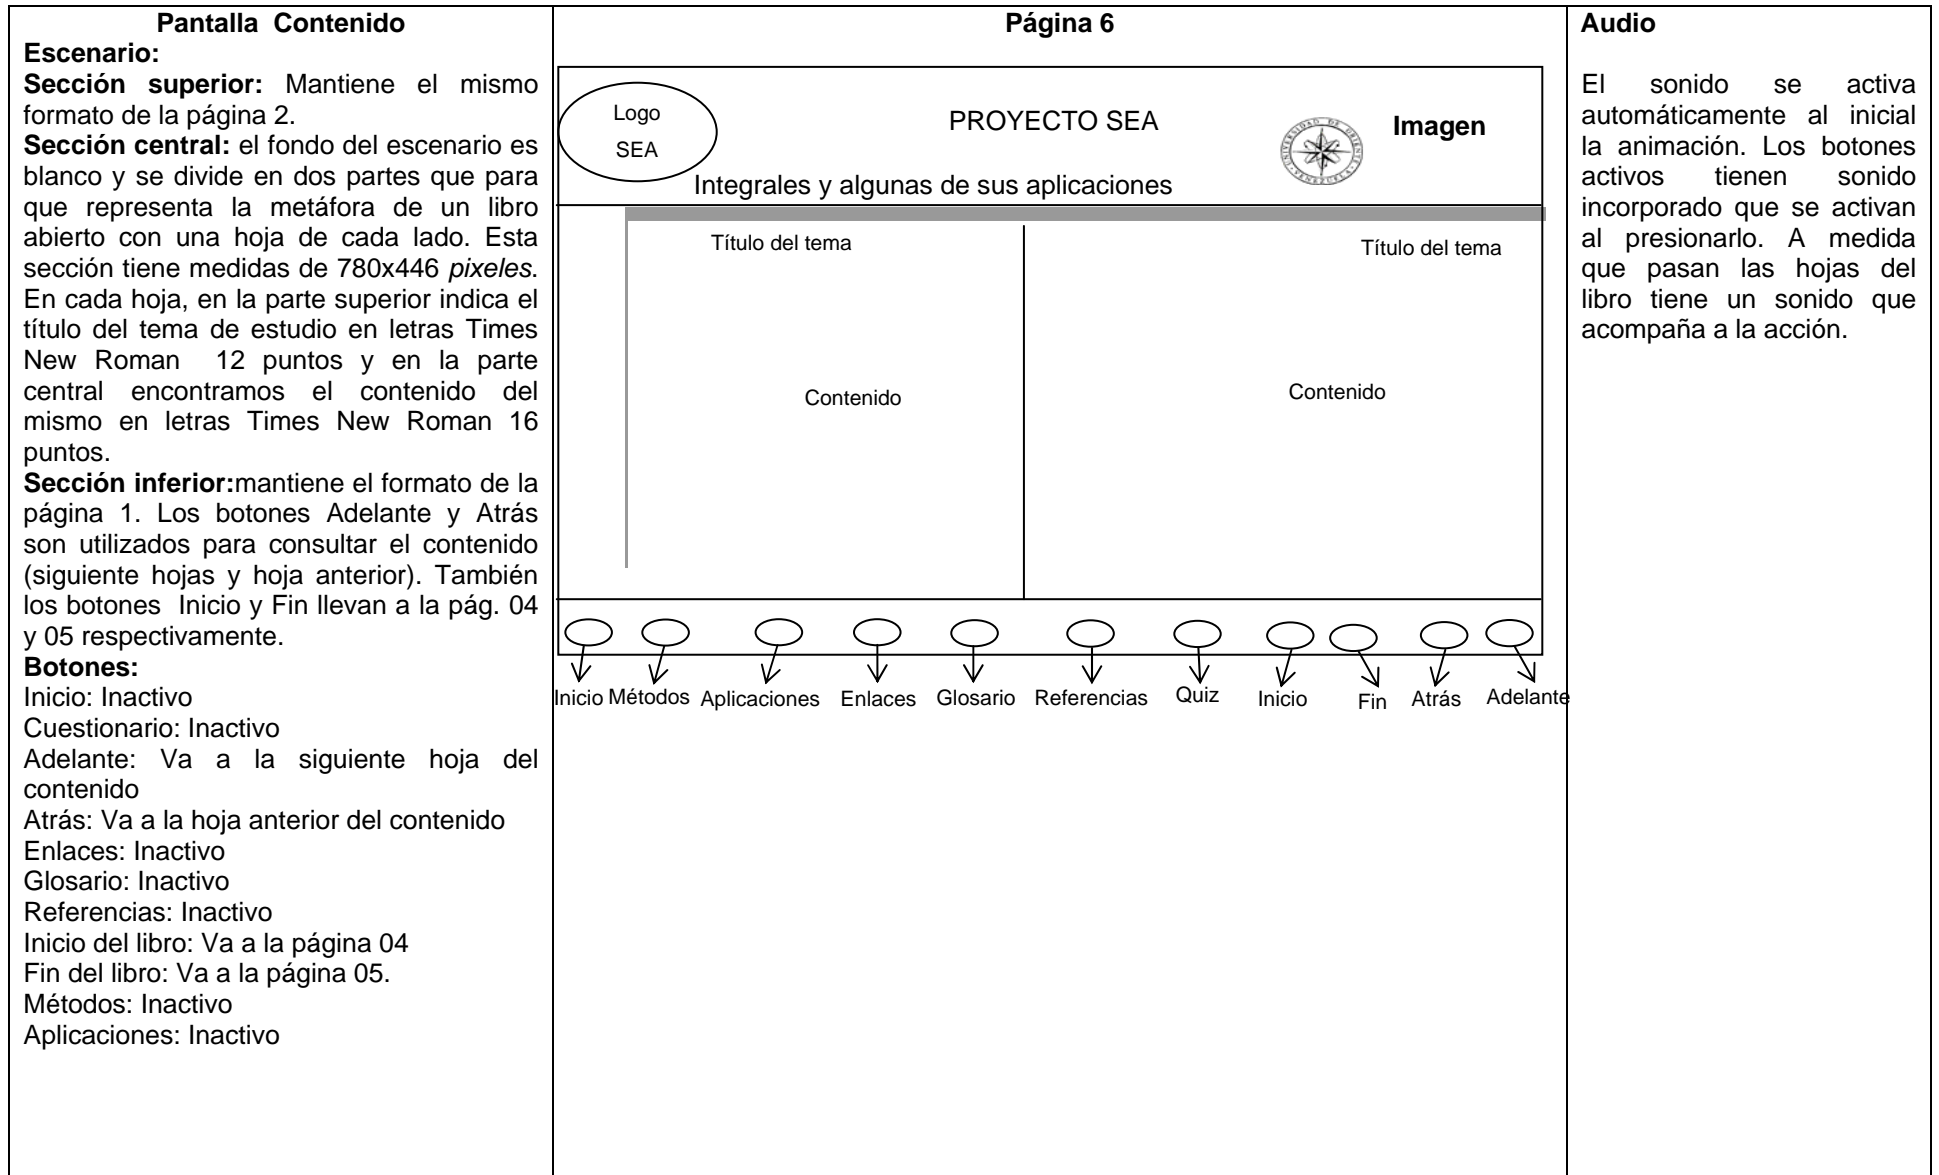 Pantalla  Contenido
Escenario:
Sección superior: Mantiene el mismo
formato de la página 2.
Sección central: el fondo del escenario es
blanco y se divide en dos partes que para
que representa la metáfora de un libro
abierto con una hoja de cada lado. Esta
sección tiene medidas de 780x446 pixeles.
En cada hoja, en la parte superior indica el
título del tema de estudio en letras Times
New Roman  12 puntos y en la parte
central encontramos el contenido del
mismo en letras Times New Roman 16
puntos.
Sección inferior:mantiene el formato de la
página 1. Los botones Adelante y Atrás
son utilizados para consultar el contenido
(siguiente hojas y hoja anterior). También
los botones  Inicio y Fin llevan a la pág. 04
y 05 respectivamente.
Botones:
Inicio: Inactivo
Cuestionario: Inactivo
Adelante: Va a la siguiente hoja del
contenido
Atrás: Va a la hoja anterior del contenido
Enlaces: Inactivo
Glosario: Inactivo
Referencias: Inactivo
Inicio del libro: Va a la página 04
Fin del libro: Va a la página 05.
Métodos: Inactivo
Aplicaciones: Inactivo
Página 6
Logo
SEA
PROYECTO SEA
UNIVERSIDAD DE ORIENTE
VENEZUELA
Imagen
Integrales y algunas de sus aplicaciones
Título del tema
Título del tema
Contenido
Contenido
Inicio Métodos Aplicaciones Enlaces Glosario Referencias Quiz Inicio Fin Atrás Adelante
Audio
El sonido se activa
automáticamente al inicial
la animación. Los botones
activos tienen sonido
incorporado que se activan
al presionarlo. A medida
que pasan las hojas del
libro tiene un sonido que
acompaña a la acción.